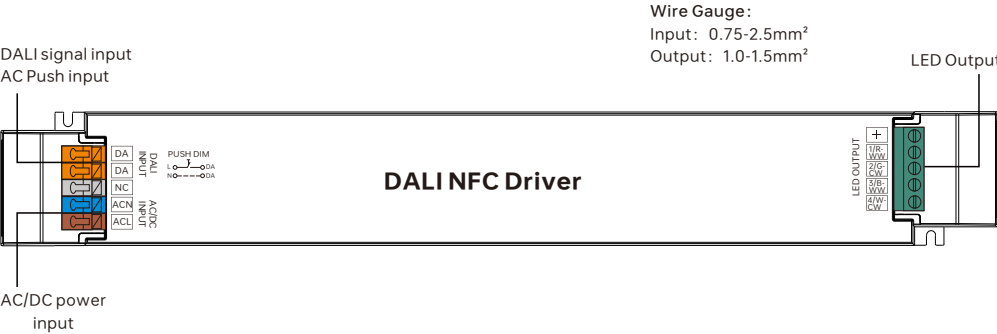 Wire Gauge:
Input: 0.75-2.5mm²
Output: 1.0-1.5mm²
DALI signal input
AC Push input
LED Output
DA
DA
NC
ACN
ACL
DALI
INPUT
AC/DC
INPUT
PUSH DIM
L
DA
N
DA
DALI NFC Driver
LED OUTPUT
+
1/R-
WW
2/G-
CW
3/B-
WW
4/W-
CW
AC/DC power
input